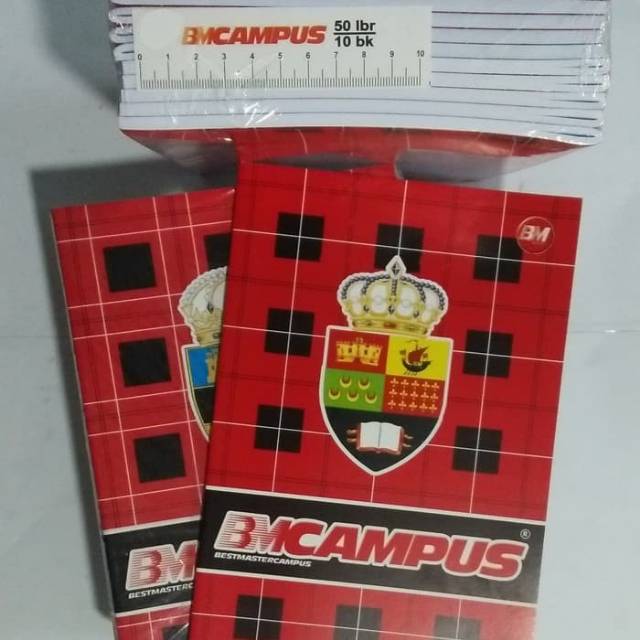 BMCAMPUS 50 lbr
10 bk
0 1 2 3 4 5 6 7 8 9 10
BM
BMCAMPUS®
BESTMASTERCAMPUS
BM
BESTMASTERC